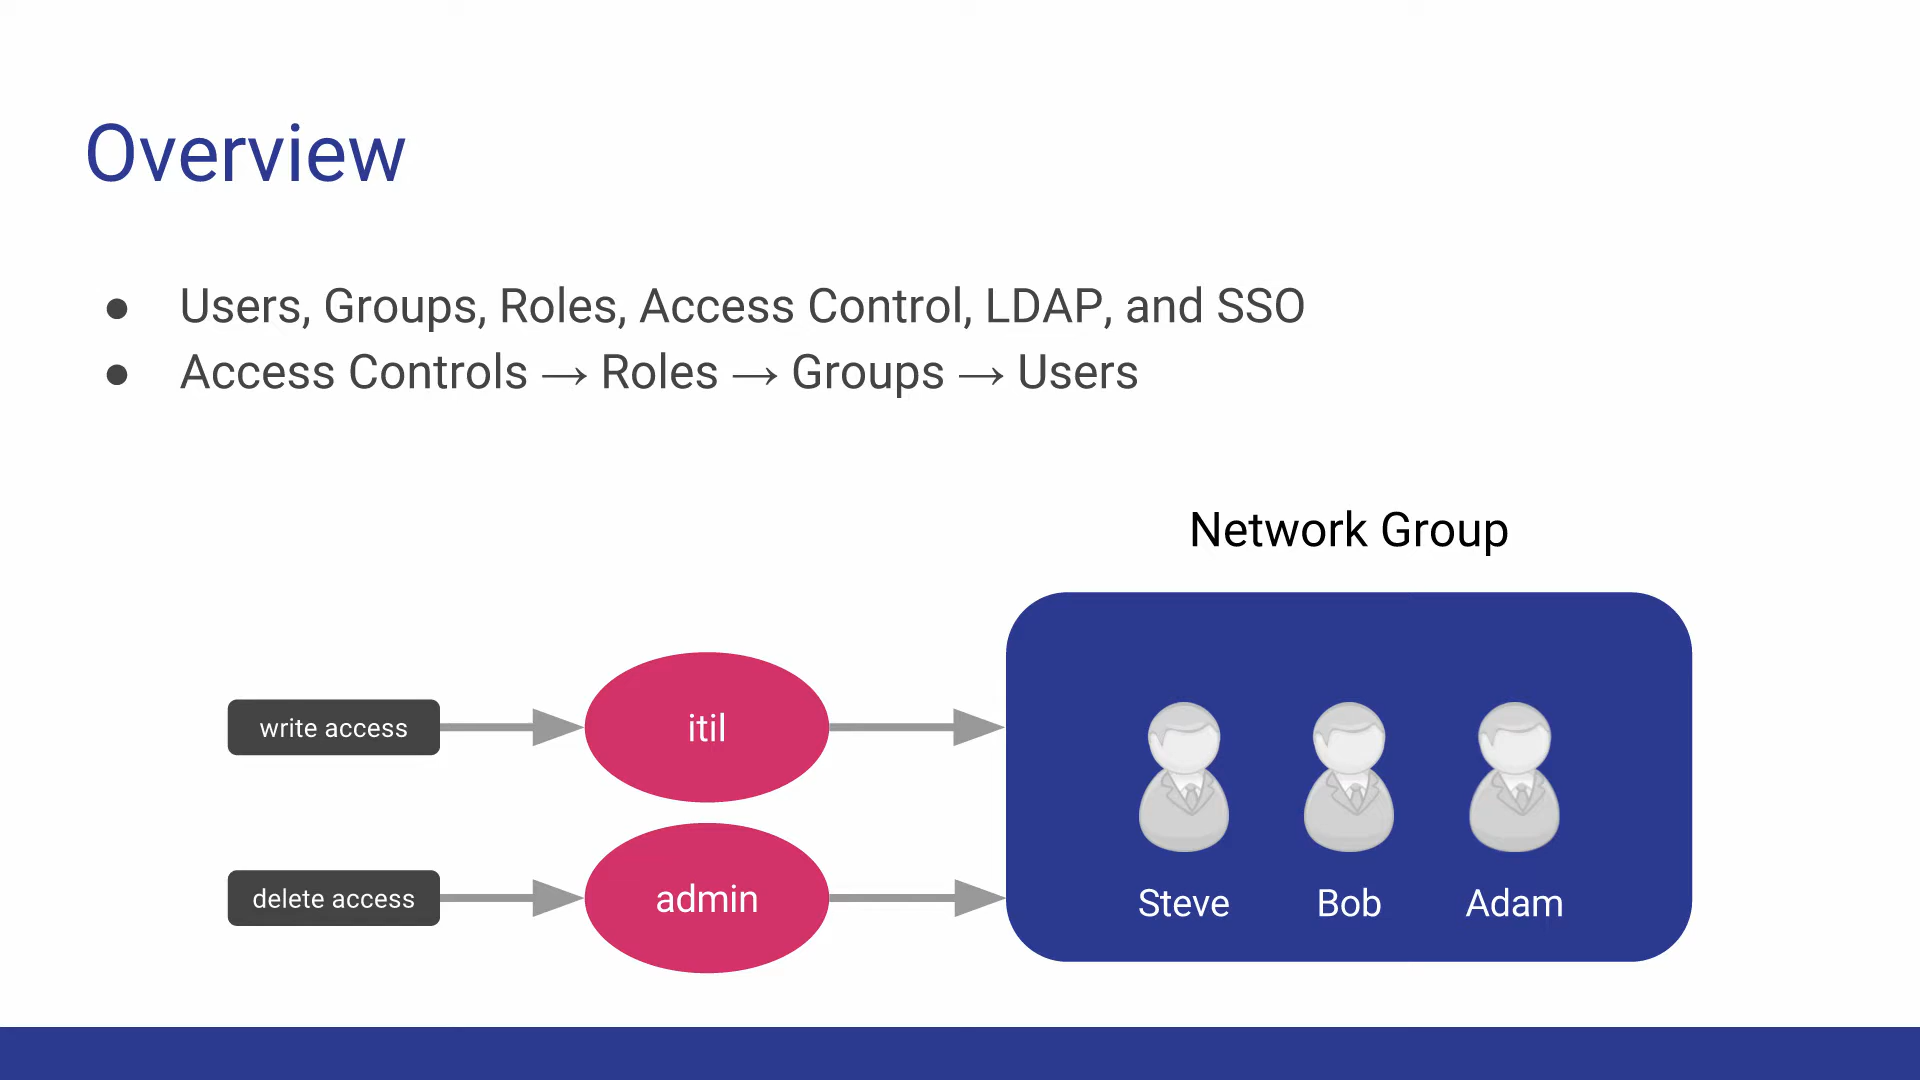 Overview
● Users, Groups, Roles, Access Control, LDAP, and SSO
● Access Controls → Roles → Groups → Users
Network Group
write access
itil
delete access
admin
Steve
Bob
Adam